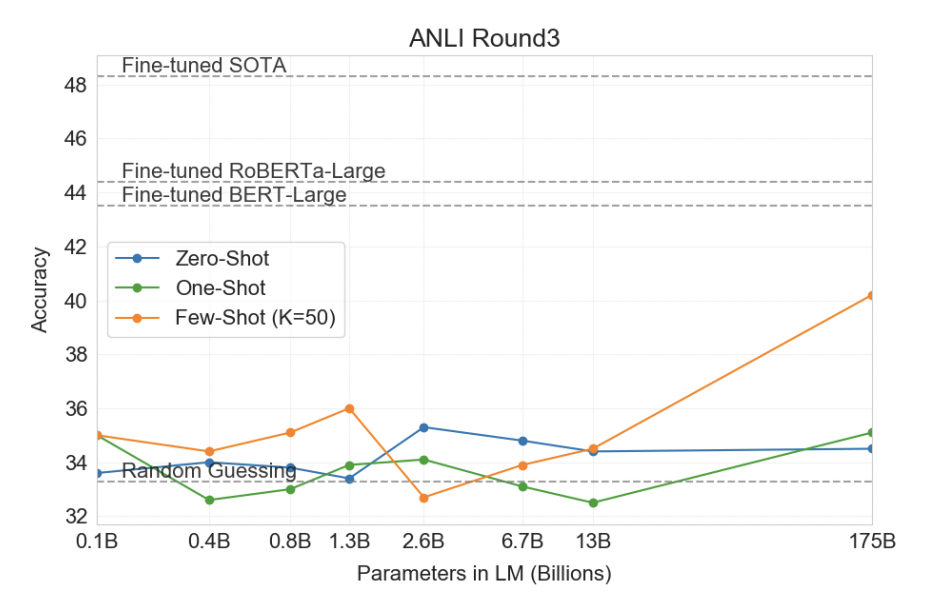 ANLI Round3
Fine-tuned SOTA
48
46
Fine-tuned RoBERTa-Large
44
Fine-tuned BERT-Large
42
Zero-Shot
One-Shot
40
Few-Shot (K=50)
38
36
34
Random Guessing
32
Accuracy
0.1B 0.4B 0.8B 1.3B 2.6B 6.7B 13B 175B
Parameters in LM (Billions)